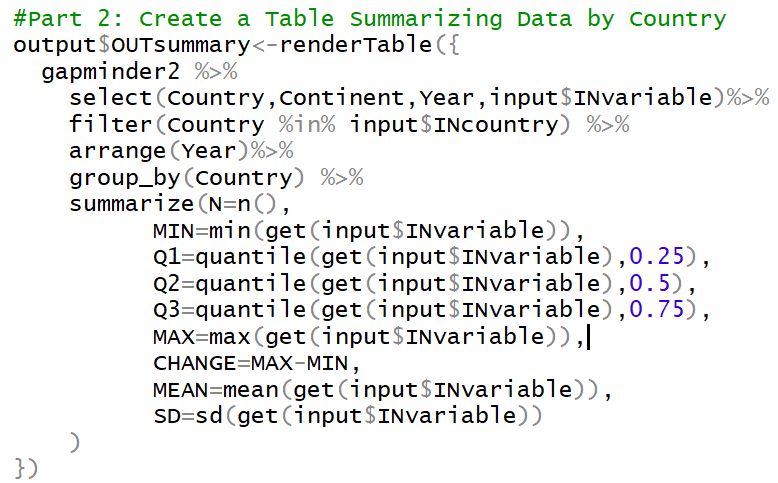 #Part 2: Create a Table Summarizing Data by Country
output$OUTsummary<-renderTable({
  gapminder2 %>%
    select(Country,Continent,Year,input$INvariable)%>%
    filter(Country %in% input$INcountry) %>%
    arrange(Year)%>%
    group_by(Country) %>%
    summarize(N=n(),
          MIN=min(get(input$INvariable)),
          Q1=quantile(get(input$INvariable),0.25),
          Q2=quantile(get(input$INvariable),0.5),
          Q3=quantile(get(input$INvariable),0.75),
          MAX=max(get(input$INvariable)),
          CHANGE=MAX-MIN,
          MEAN=mean(get(input$INvariable)),
          SD=sd(get(input$INvariable))
    )
})